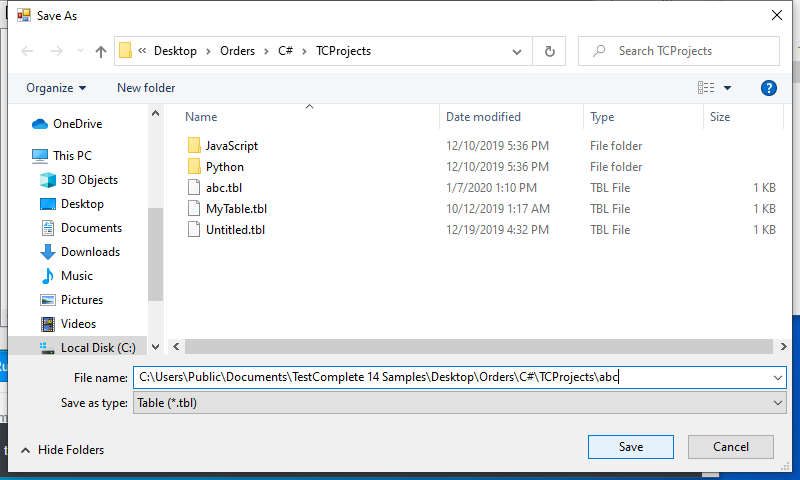 Save As
« Desktop › Orders › C# › TCProjects
Search TCProjects
Organize
New folder
?
OneDrive
This PC
3D Objects
Desktop
Documents
Downloads
Music
Pictures
Videos
Local Disk (C:)
Name Date modified Type Size
JavaScript 12/10/2019 5:36 PM File folder
Python 12/10/2019 5:36 PM File folder
abc.tbl 1/7/2020 1:10 PM TBL File 1 KB
MyTable.tbl 10/12/2019 1:17 AM TBL File 1 KB
Untitled.tbl 12/19/2019 4:32 PM TBL File 1 KB
File name: C:\Users\Public\Documents\TestComplete 14 Samples\Desktop\Orders\C#\TCProjects\abc
Save as type: Table (*.tbl)
Hide Folders
Save
Cancel